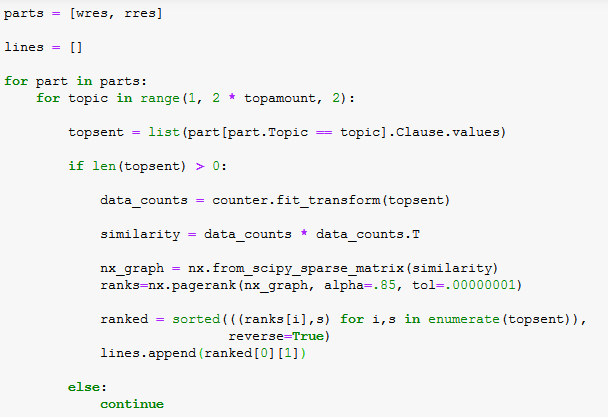 parts = [wres, rres]
lines = []
for part in parts:
    for topic in range(1, 2 * topamount, 2):
        topsent = list(part[part.Topic == topic].Clause.values)
        if len(topsent) > 0:
            data_counts = counter.fit_transform(topsent)
            similarity = data_counts * data_counts.T
            nx_graph = nx.from_scipy_sparse_matrix(similarity)
            ranks=nx.pagerank(nx_graph, alpha=.85, tol=.00000001)
            ranked = sorted(((ranks[i],s) for i,s in enumerate(topsent)),
                            reverse=True)
            lines.append(ranked[0][1])
        else:
            continue